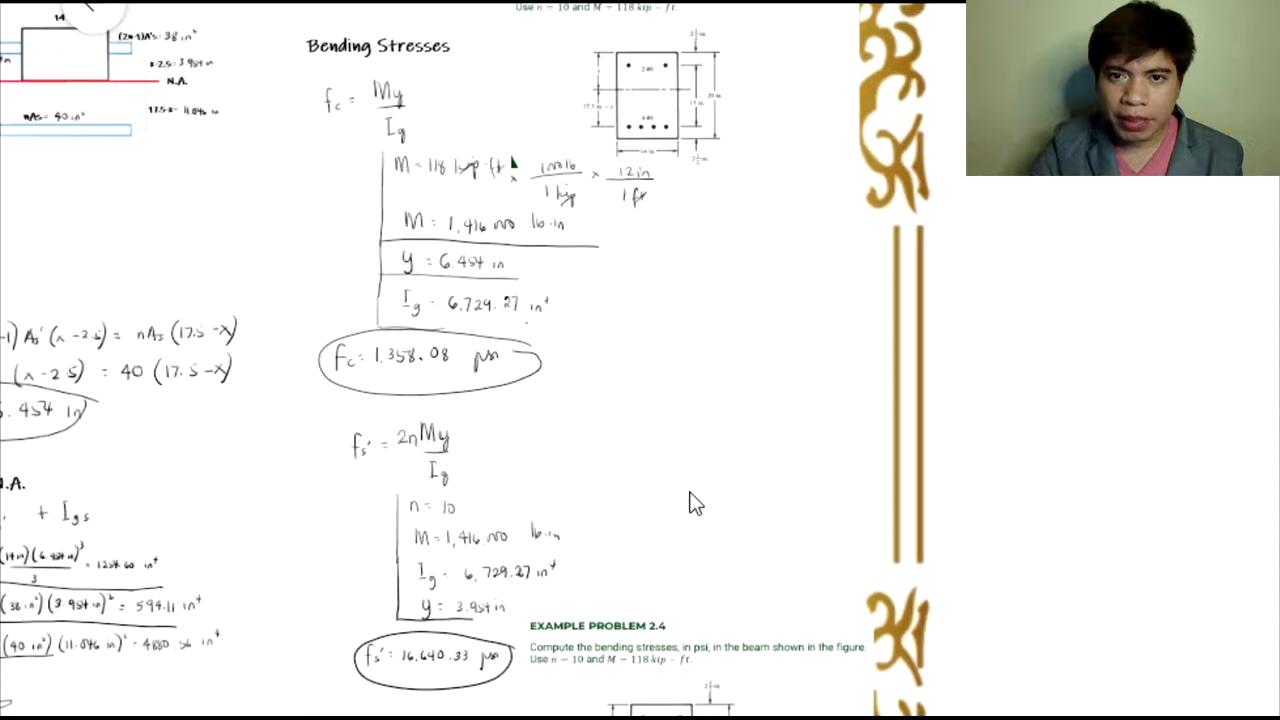 Use n = 10 and M = 118 kip − ft.
14
(2n-1)A's = 38 in²
x-2.5 = 3.954 in
N.A.
17.5-x = 11.046 in
nAs = 40 in²
Bending Stresses
fc = My
Ig
M = 118 kip·ft × 1000 lb × 12 in
1 kip 1 ft
M = 1,416,000 lb-in
y = 6.454 in
Ig = 6,729.27 in⁴
fc = 1,358.08 psi
-1) As' (x - 2.5) = nAs (17.5 - x)
(x - 2.5) = 40 (17.5 - x)
6.454 in
fs' = 2n My
Ig
n = 10
M = 1,416,000 lb-in
Ig = 6,729.27 in⁴
y = 3.954 in
fs' = 16,640.33 psi
N.A.
+ Igs
(14 in)(6.454 in)³ = 1254.60 in⁴
3
(38 in²)(3.954 in)² = 594.11 in⁴
(40 in²)(11.046 in)² = 4880.56 in⁴
EXAMPLE PROBLEM 2.4
Compute the bending stresses, in psi, in the beam shown in the figure.
Use n = 10 and M = 118 kip − ft.